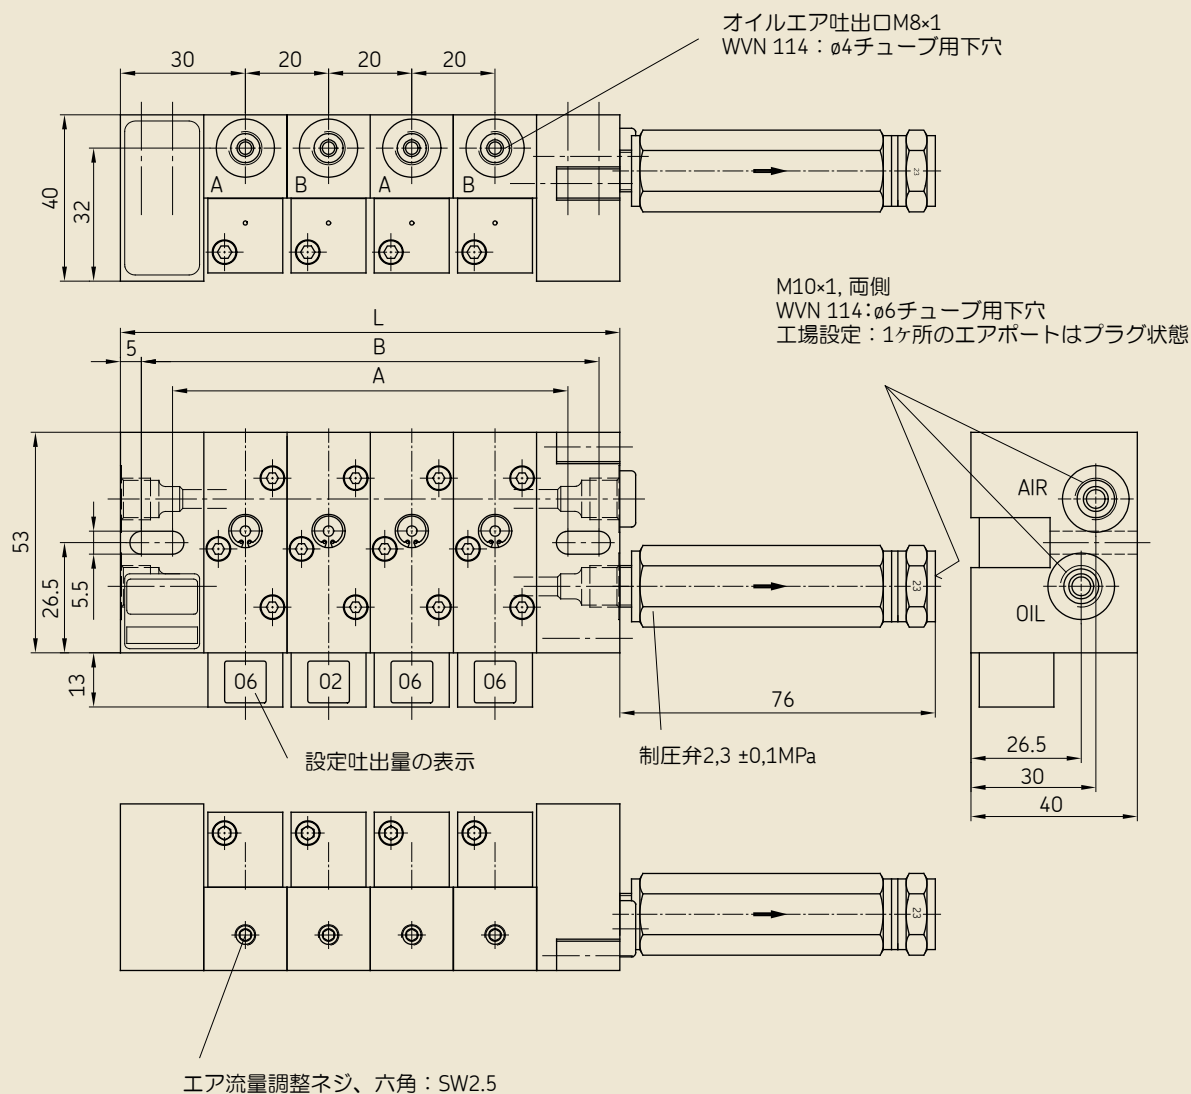 オイルエア吐出口M8×1
WVN 114：ø4チューブ用下穴
30
20
20
20
40
32
A
B
A
B
23
M10×1, 両側
WVN 114:ø6チューブ用下穴
工場設定：1ヶ所のエアポートはプラグ状態
L
5
B
A
53
26.5
5.5
13
AIR
OIL
23
06
02
06
06
76
設定吐出量の表示
制圧弁2,3 ±0,1MPa
26.5
30
40
23
エア流量調整ネジ、六角：SW2.5